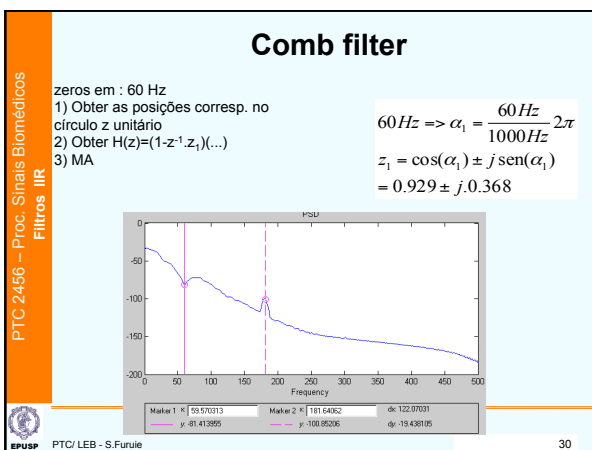 Comb filter
PTC 2456 – Proc. Sinais Biomédicos
Filtros IIR
zeros em : 60 Hz
1) Obter as posições corresp. no
círculo z unitário
2) Obter H(z)=(1-z⁻¹.z₁)(...)
3) MA
60Hz => α₁ = 60Hz/1000Hz 2π
z₁ = cos(α₁) ± j sen(α₁)
= 0.929 ± j.0.368
PSD
0
-50
-100
-150
-200
0 50 100 150 200 250 300 350 400 450 500
Frequency
Marker 1 x: 59.570313 Marker 2 x: 181.64062 dx: 122.07031
y: -81.413955 y: -100.85206 dy: -19.438105
EPUSP PTC/ LEB - S.Furuie 30